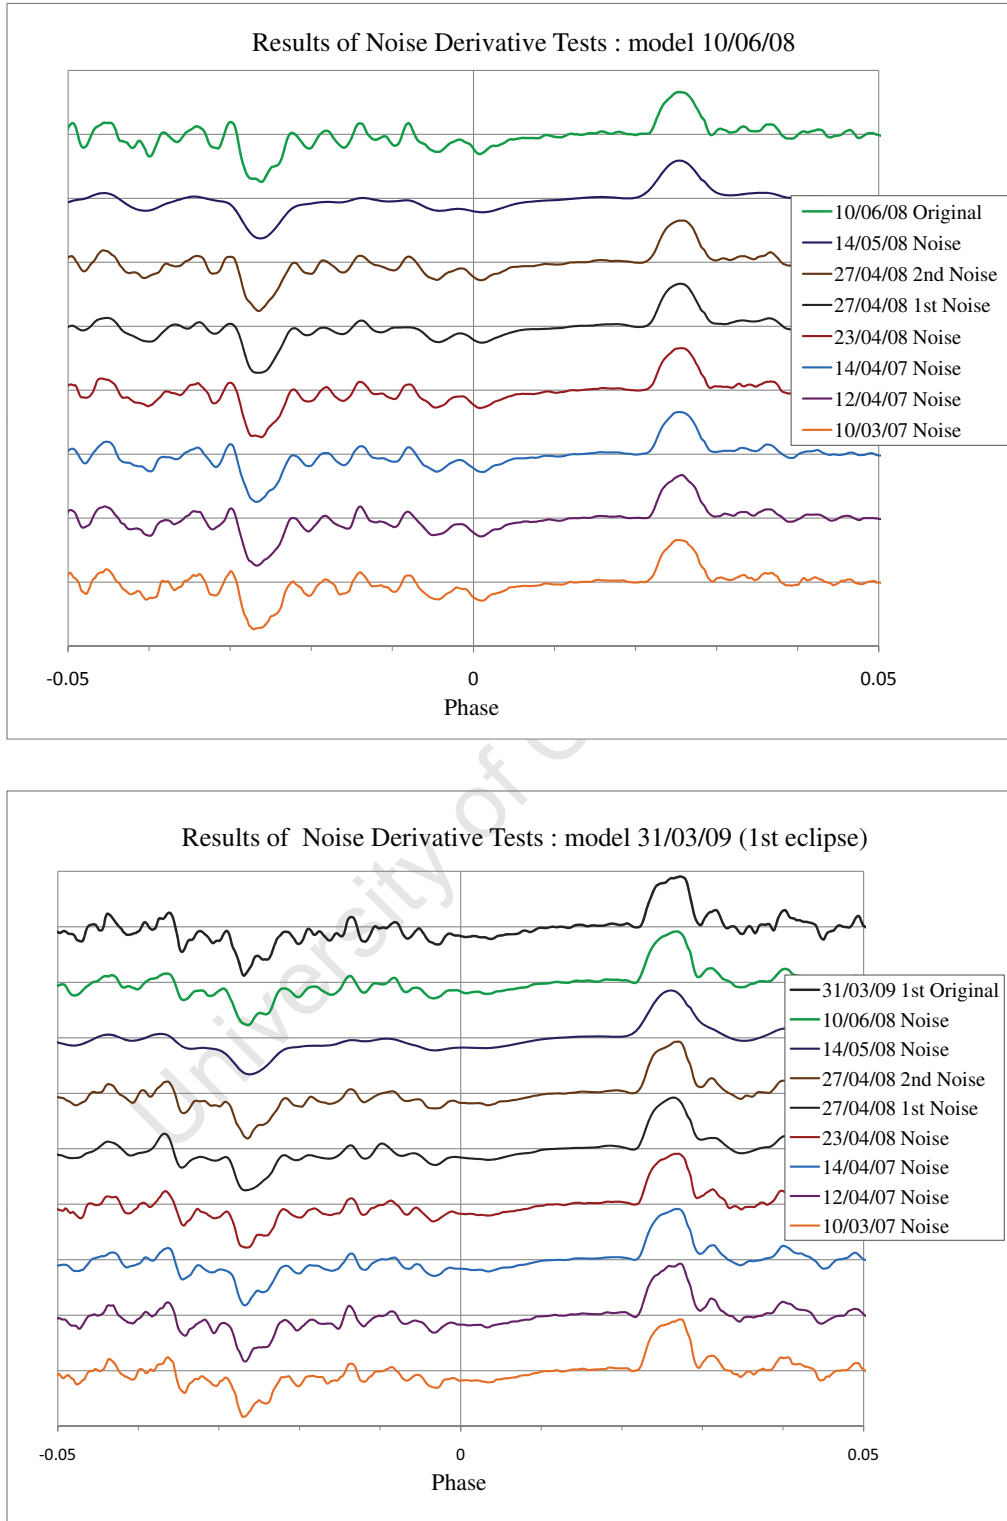 Results of Noise Derivative Tests : model 10/06/08
10/06/08 Original
14/05/08 Noise
27/04/08 2nd Noise
27/04/08 1st Noise
23/04/08 Noise
14/04/07 Noise
12/04/07 Noise
10/03/07 Noise
-0.05
0
0.05
Phase
University of C
Results of Noise Derivative Tests : model 31/03/09 (1st eclipse)
31/03/09 1st Original
10/06/08 Noise
14/05/08 Noise
27/04/08 2nd Noise
27/04/08 1st Noise
23/04/08 Noise
14/04/07 Noise
12/04/07 Noise
10/03/07 Noise
-0.05
0
0.05
Phase